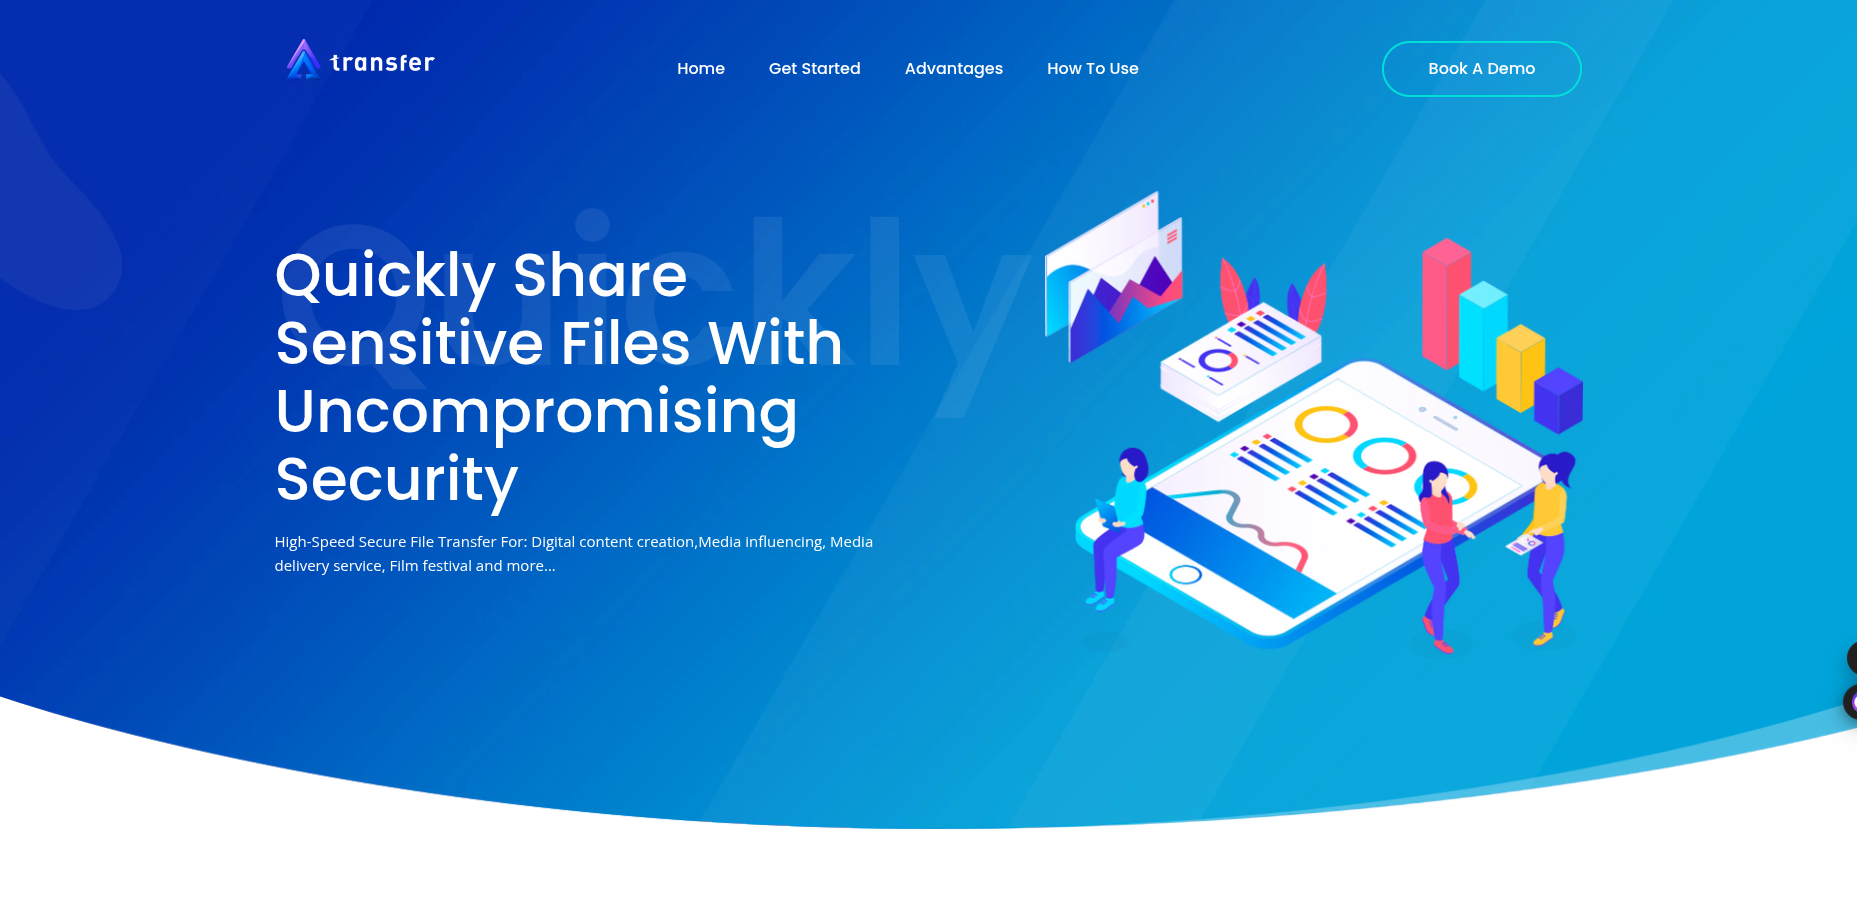 transfer
Home
Get Started
Advantages
How To Use
Book A Demo
Quickly
Quickly Share
Sensitive Files With
Uncompromising
Security
High-Speed Secure File Transfer For: Digital content creation,Media influencing, Media
delivery service, Film festival and more...